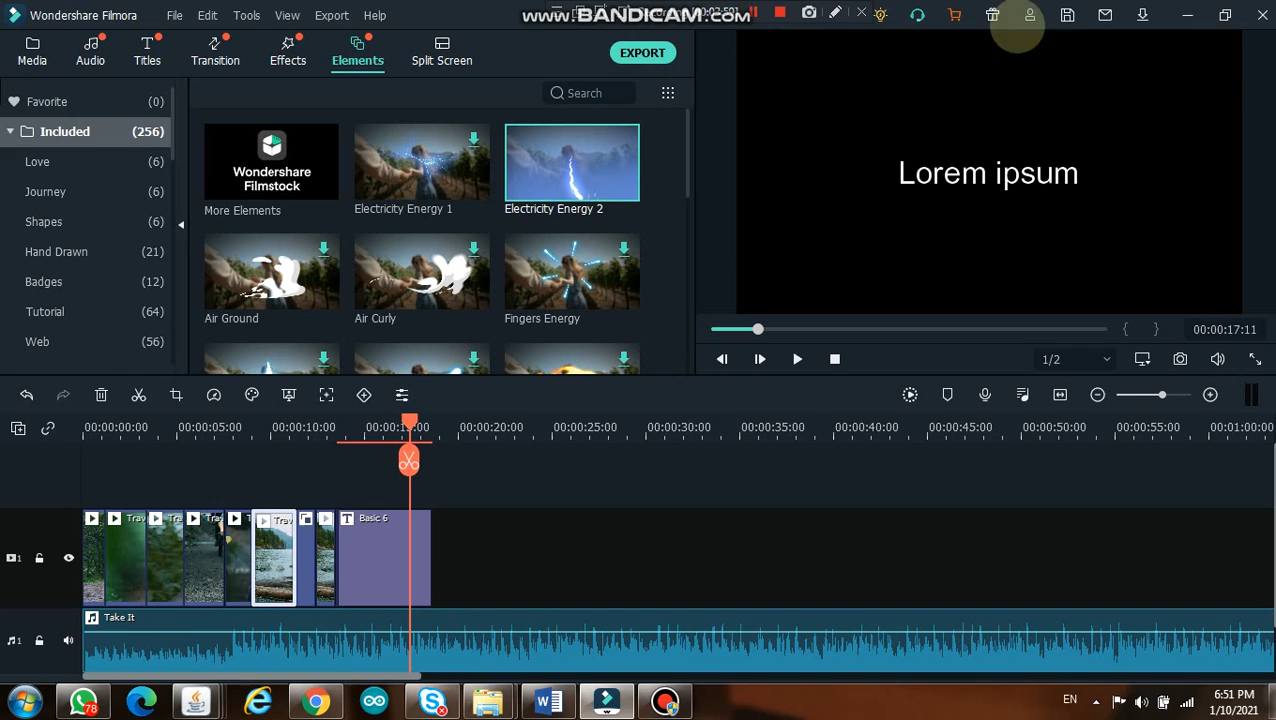 Wondershare Filmora
File
Edit
Tools
View
Export
Help
www.BANDICAM.com
Media
Audio
Titles
Transition
Effects
Elements
Split Screen
EXPORT
Favorite (0)
Included (256)
Love (6)
Journey (6)
Shapes (6)
Hand Drawn (21)
Badges (12)
Tutorial (64)
Web (56)
Search
Wondershare
Filmstock
More Elements
Electricity Energy 1
Electricity Energy 2
Air Ground
Air Curly
Fingers Energy
Lorem ipsum
00:00:17:11
1/2
00:00:00:00
00:00:05:00
00:00:10:00
00:00:20:00
00:00:25:00
00:00:30:00
00:00:35:00
00:00:40:00
00:00:45:00
00:00:50:00
00:00:55:00
00:01:00:00
Basic 6
1
Take It
1
78
EN
6:51 PM
1/10/2021